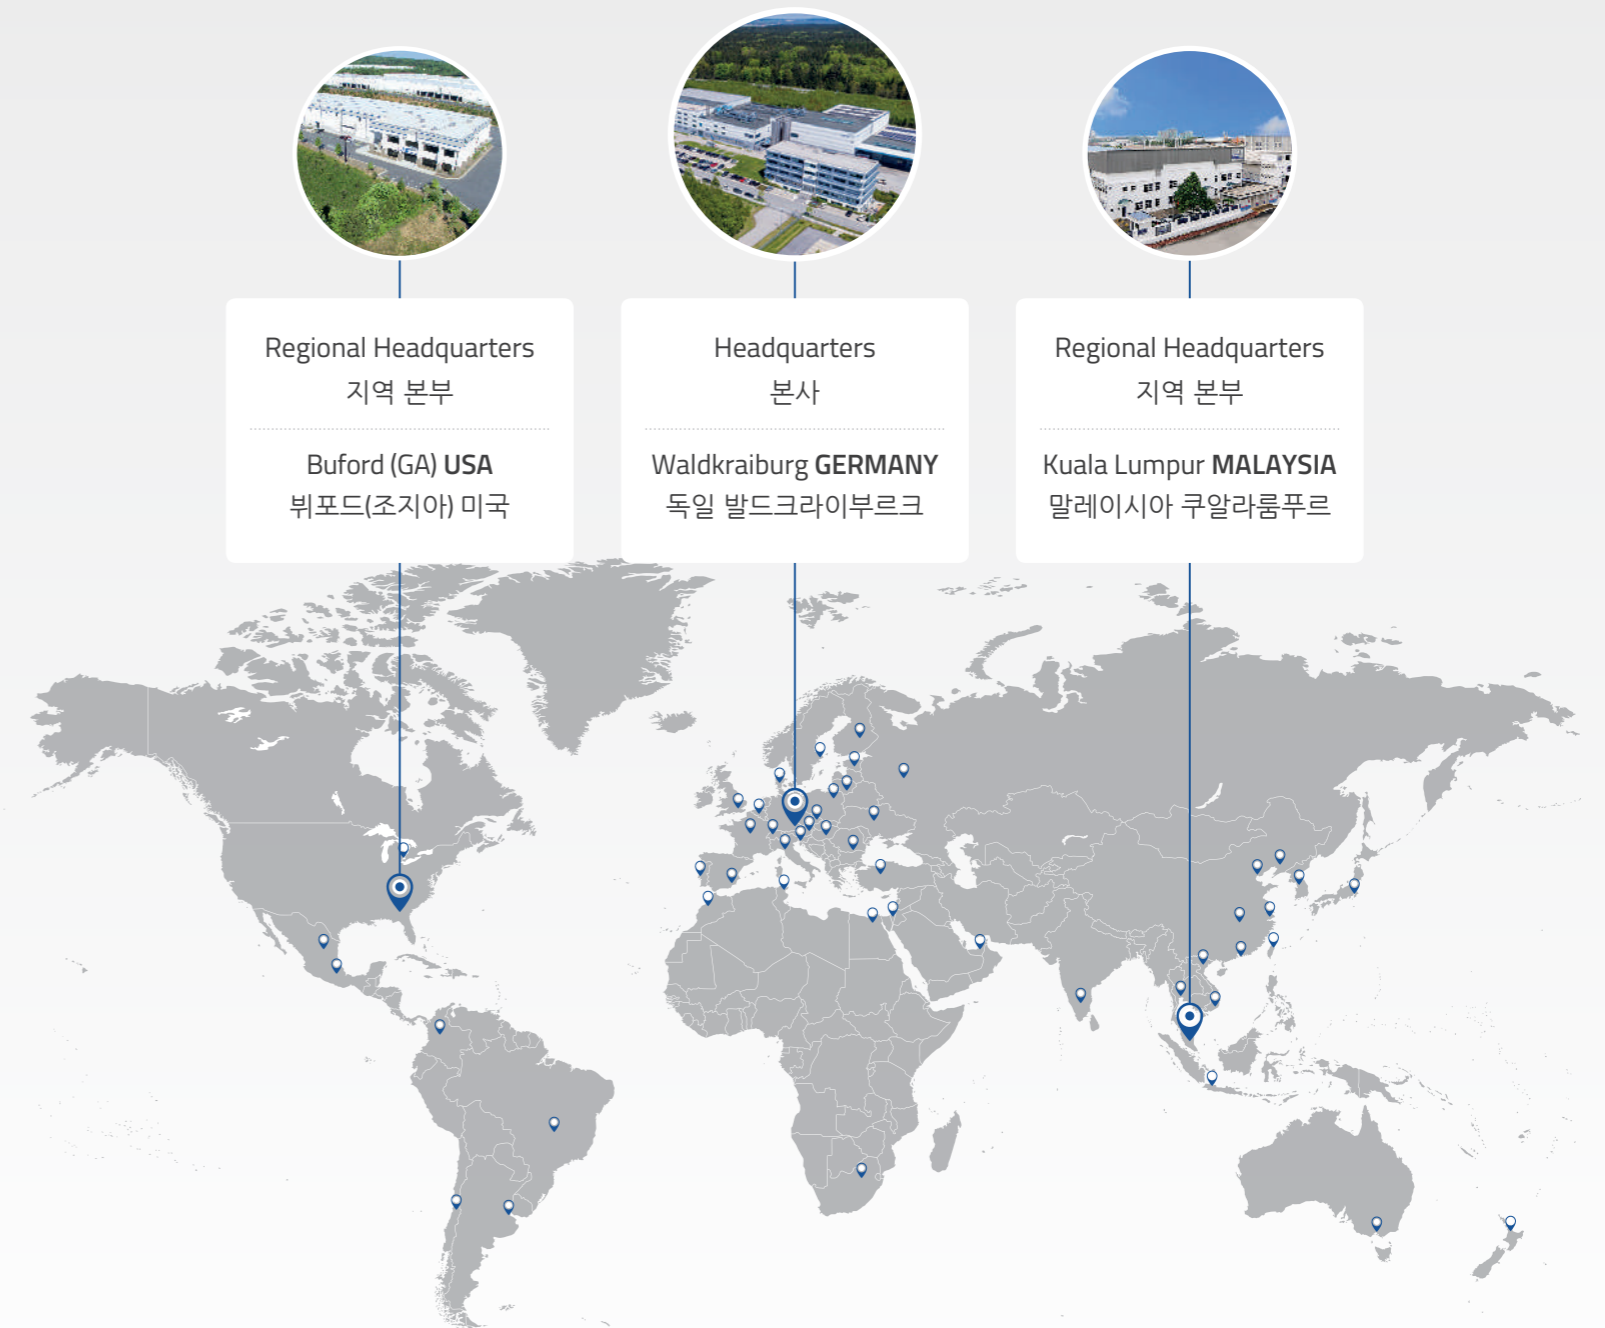 Regional Headquarters
지역 본부
Buford (GA) USA
뷔포드(조지아) 미국
Headquarters
본사
Waldkraiburg GERMANY
독일 발드크라이부르크
Regional Headquarters
지역 본부
Kuala Lumpur MALAYSIA
말레이시아 쿠알라룸푸르